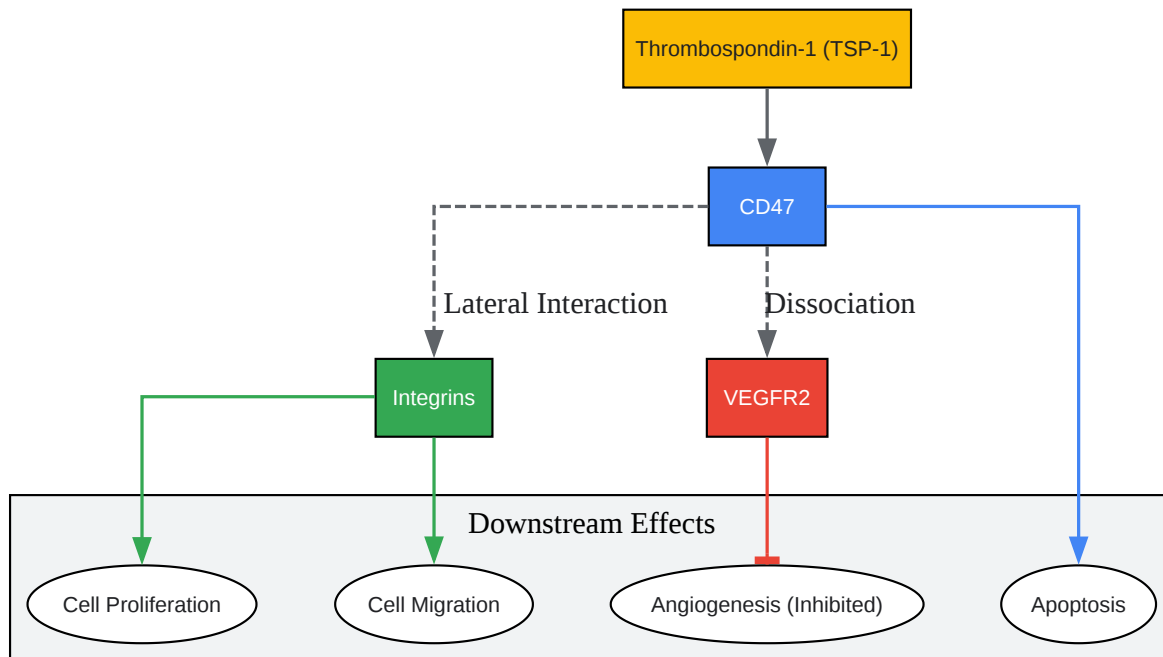 Thrombospondin-1 (TSP-1)
CD47
Lateral Interaction
Dissociation
Integrins
VEGFR2
Downstream Effects
Cell Proliferation
Cell Migration
Angiogenesis (Inhibited)
Apoptosis